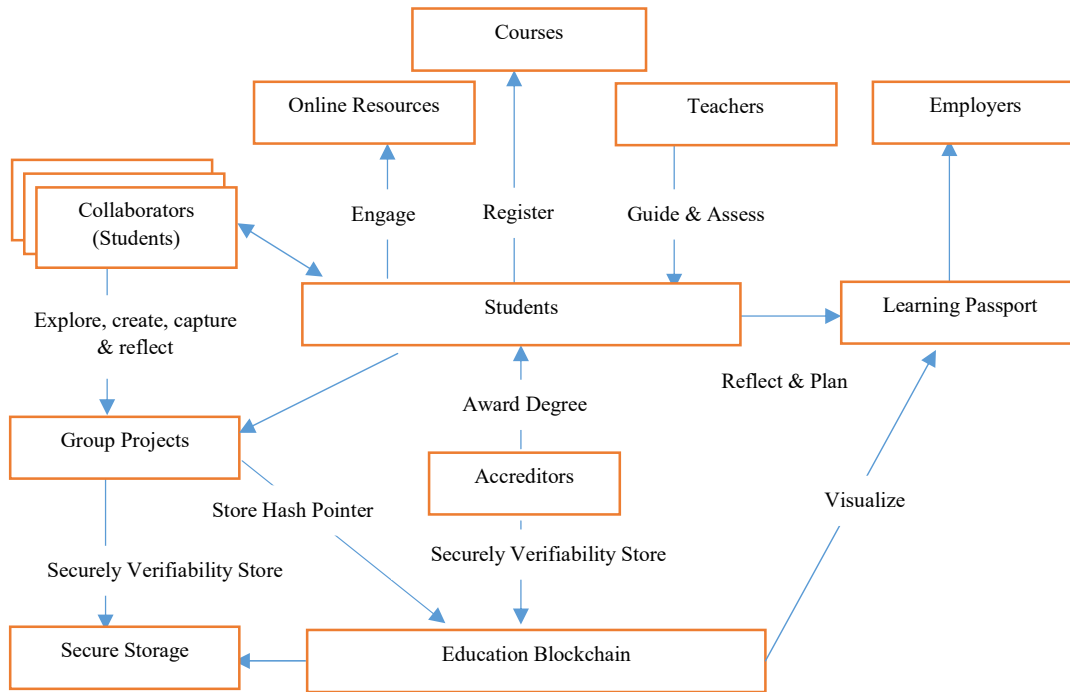 Courses
Online Resources
Teachers
Employers
Collaborators
(Students)
Engage
Register
Guide & Assess
Students
Learning Passport
Explore, create, capture
& reflect
Reflect & Plan
Award Degree
Group Projects
Accreditors
Store Hash Pointer
Visualize
Securely Verifiability Store
Securely Verifiability Store
Secure Storage
Education Blockchain